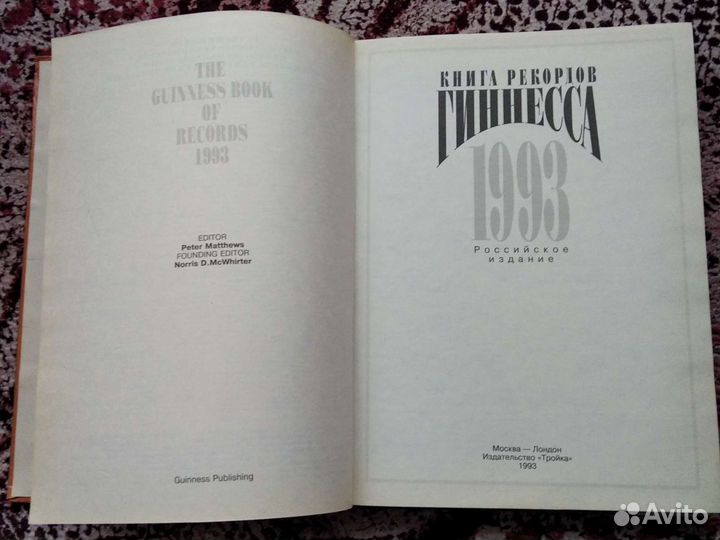 THE
GUINNESS BOOK
OF
RECORDS
1993
EDITOR
Peter Matthews
FOUNDING EDITOR
Norris D.McWhirter
Guinness Publishing
КНИГА РЕКОРДОВ
ГИННЕССА
1993
Российское
издание
Москва — Лондон
Издательство «Тройка»
1993
Avito